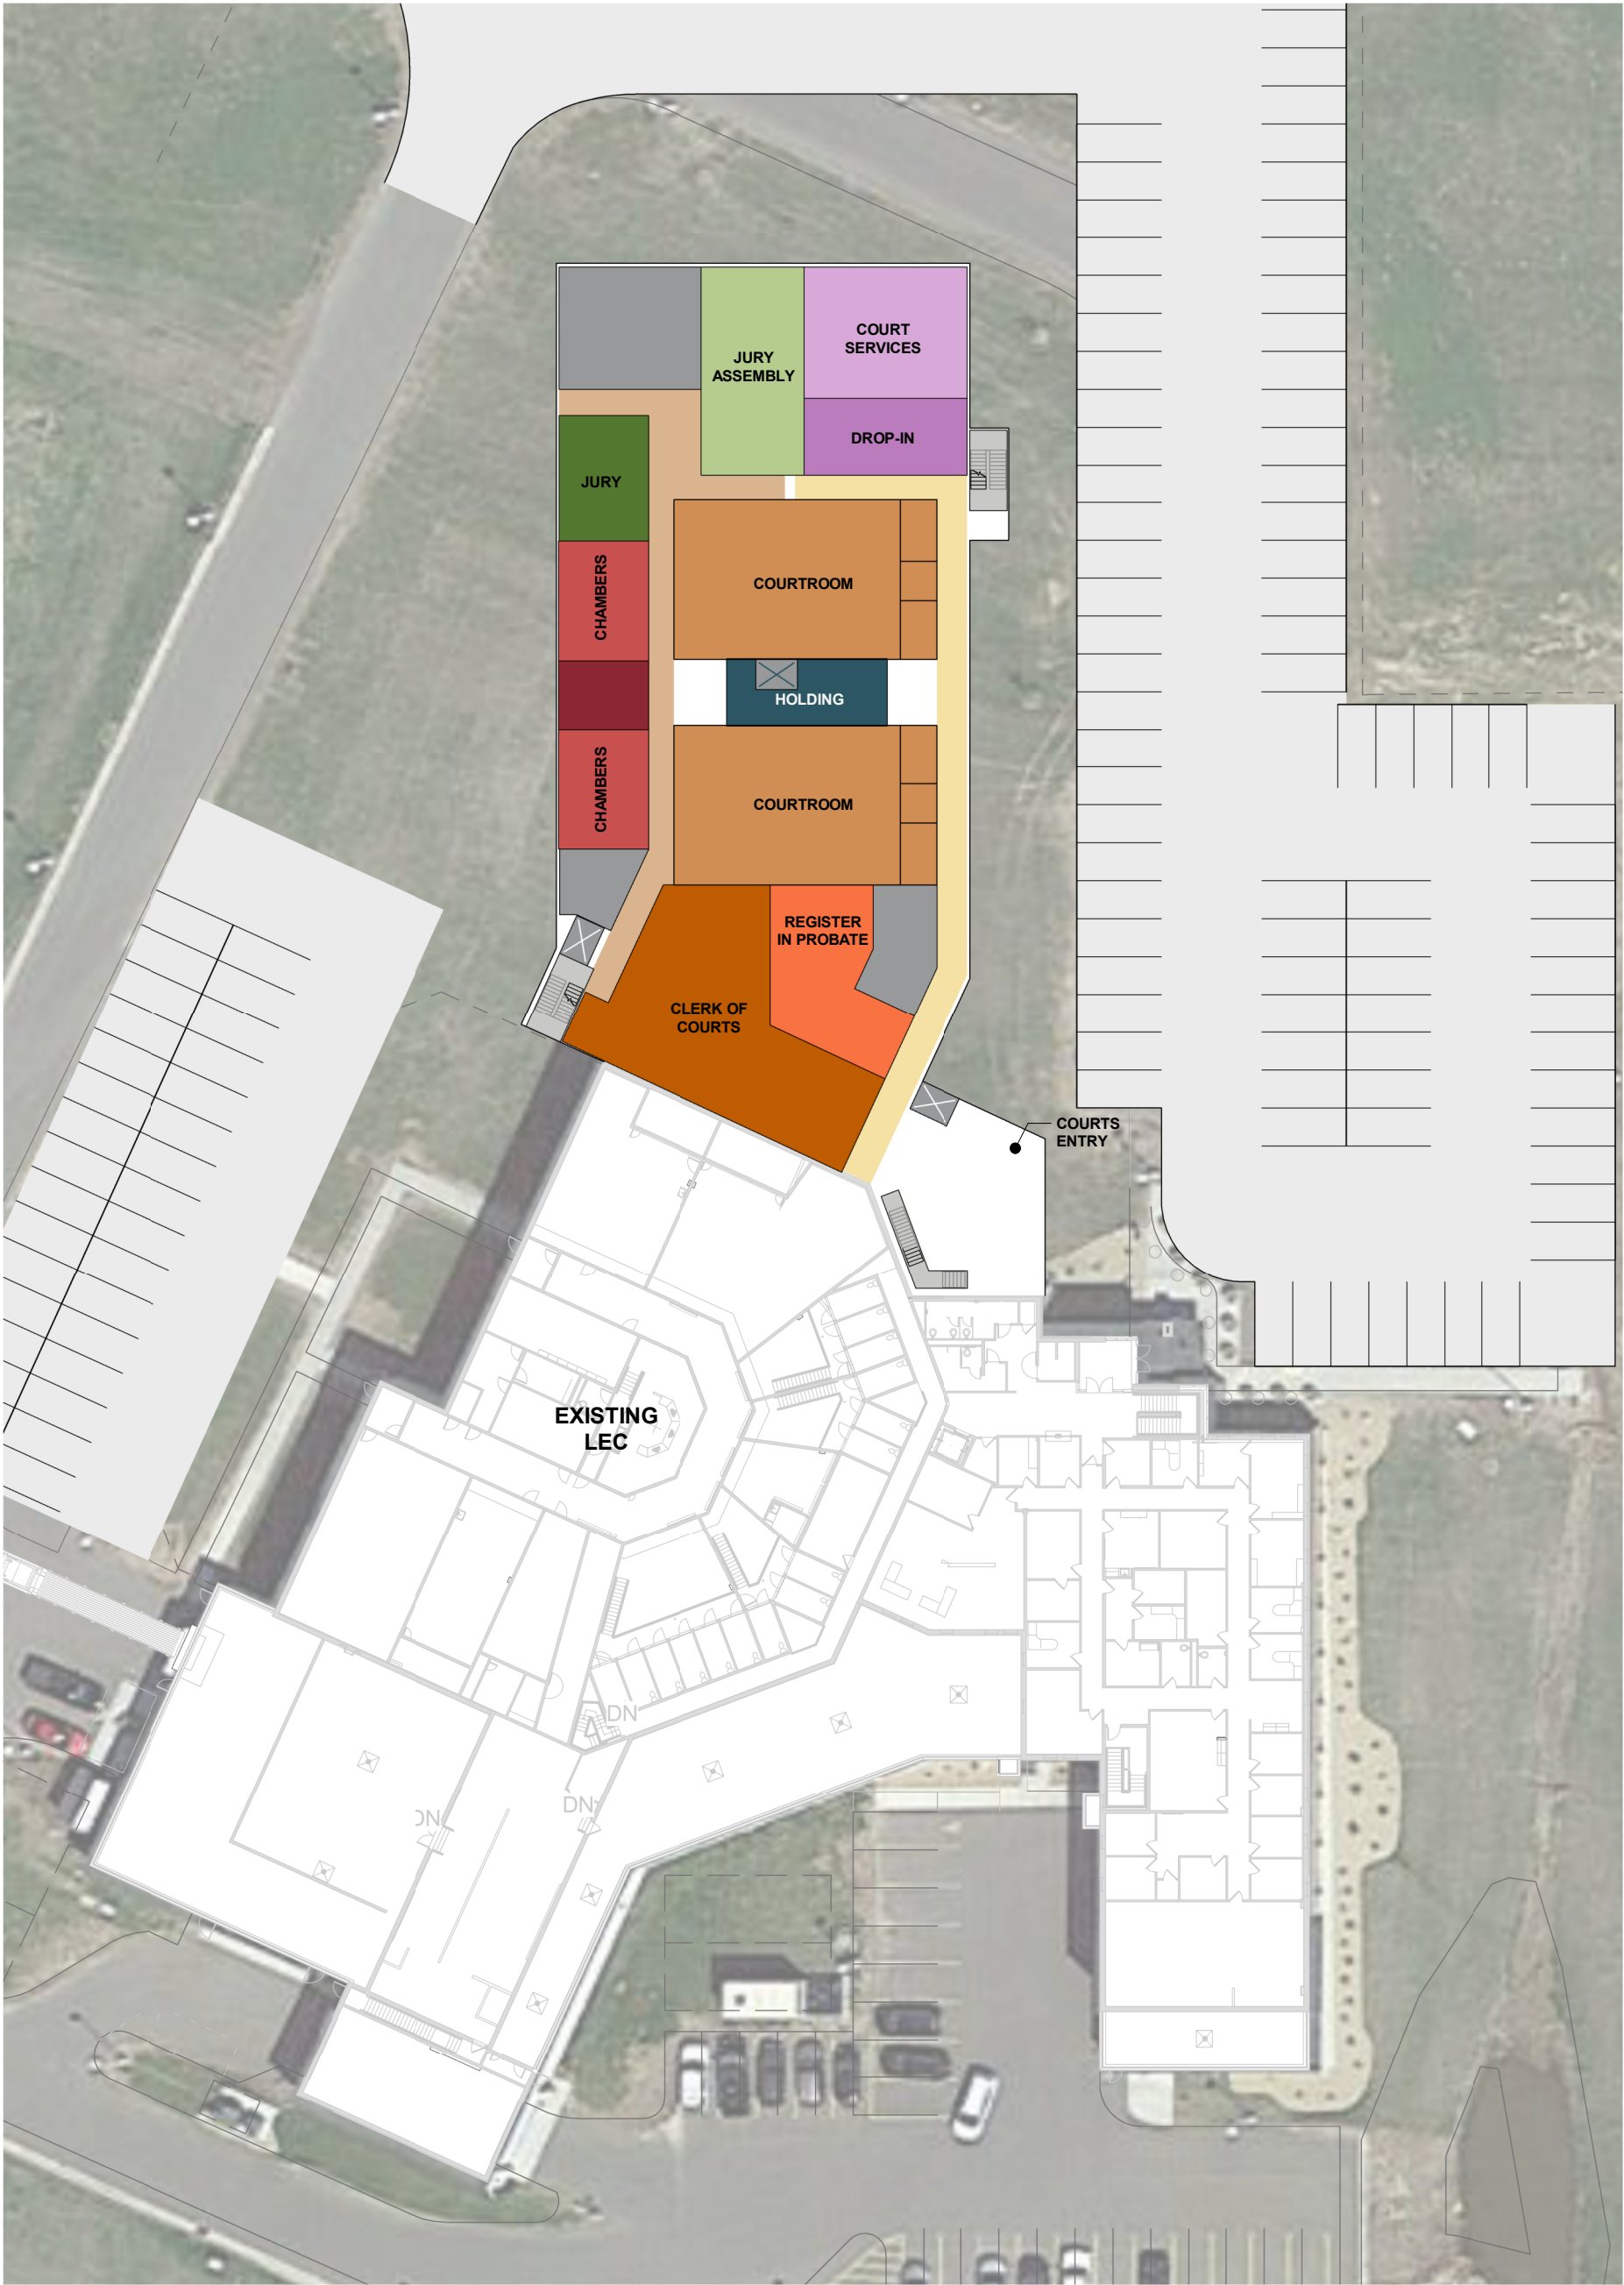 COURT
SERVICES
JURY
ASSEMBLY
DROP-IN
JURY
CHAMBERS
COURTROOM
HOLDING
CHAMBERS
COURTROOM
REGISTER
IN PROBATE
CLERK OF
COURTS
COURTS
ENTRY
EXISTING
LEC
DN
DN
DN